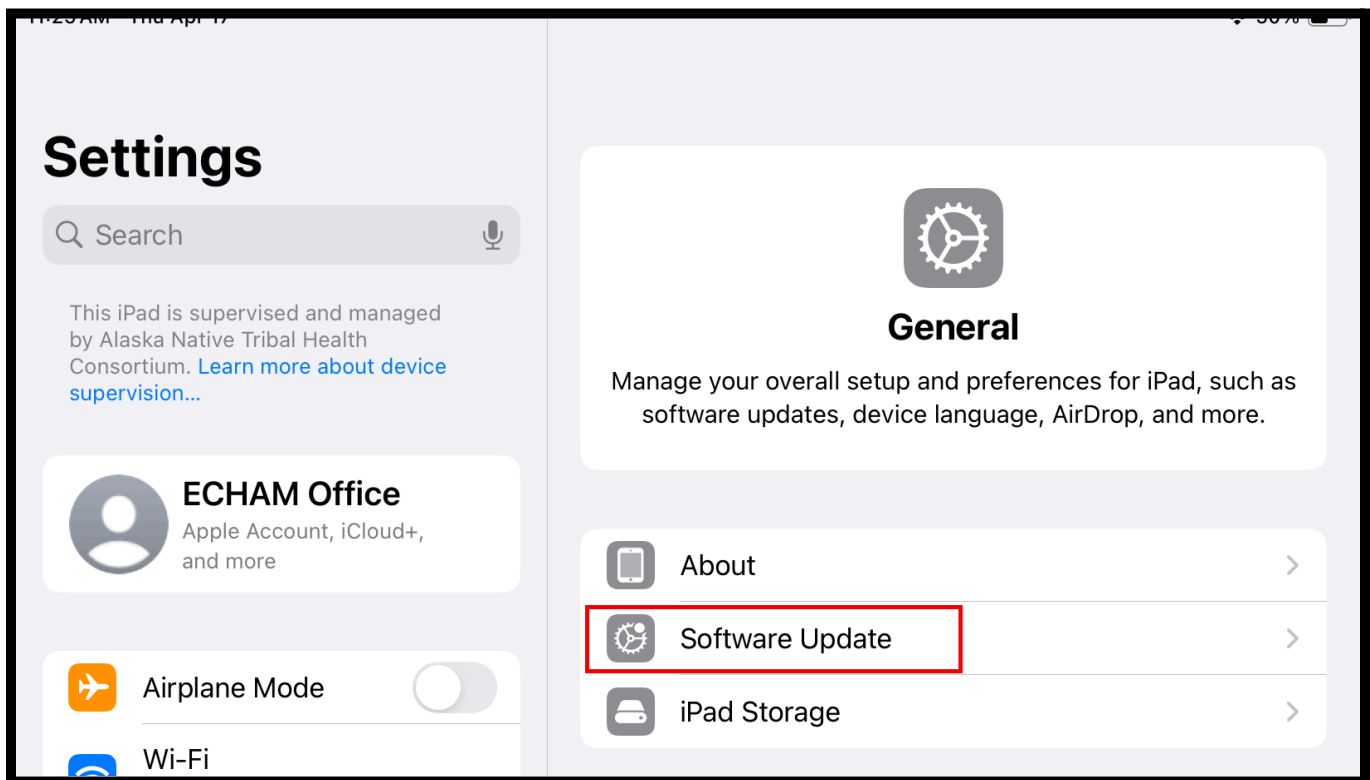 Settings
Search
This iPad is supervised and managed
by Alaska Native Tribal Health
Consortium. Learn more about device
supervision...
ECHAM Office
Apple Account, iCloud+,
and more
Airplane Mode
Wi-Fi
General
Manage your overall setup and preferences for iPad, such as
software updates, device language, AirDrop, and more.
About
Software Update
iPad Storage